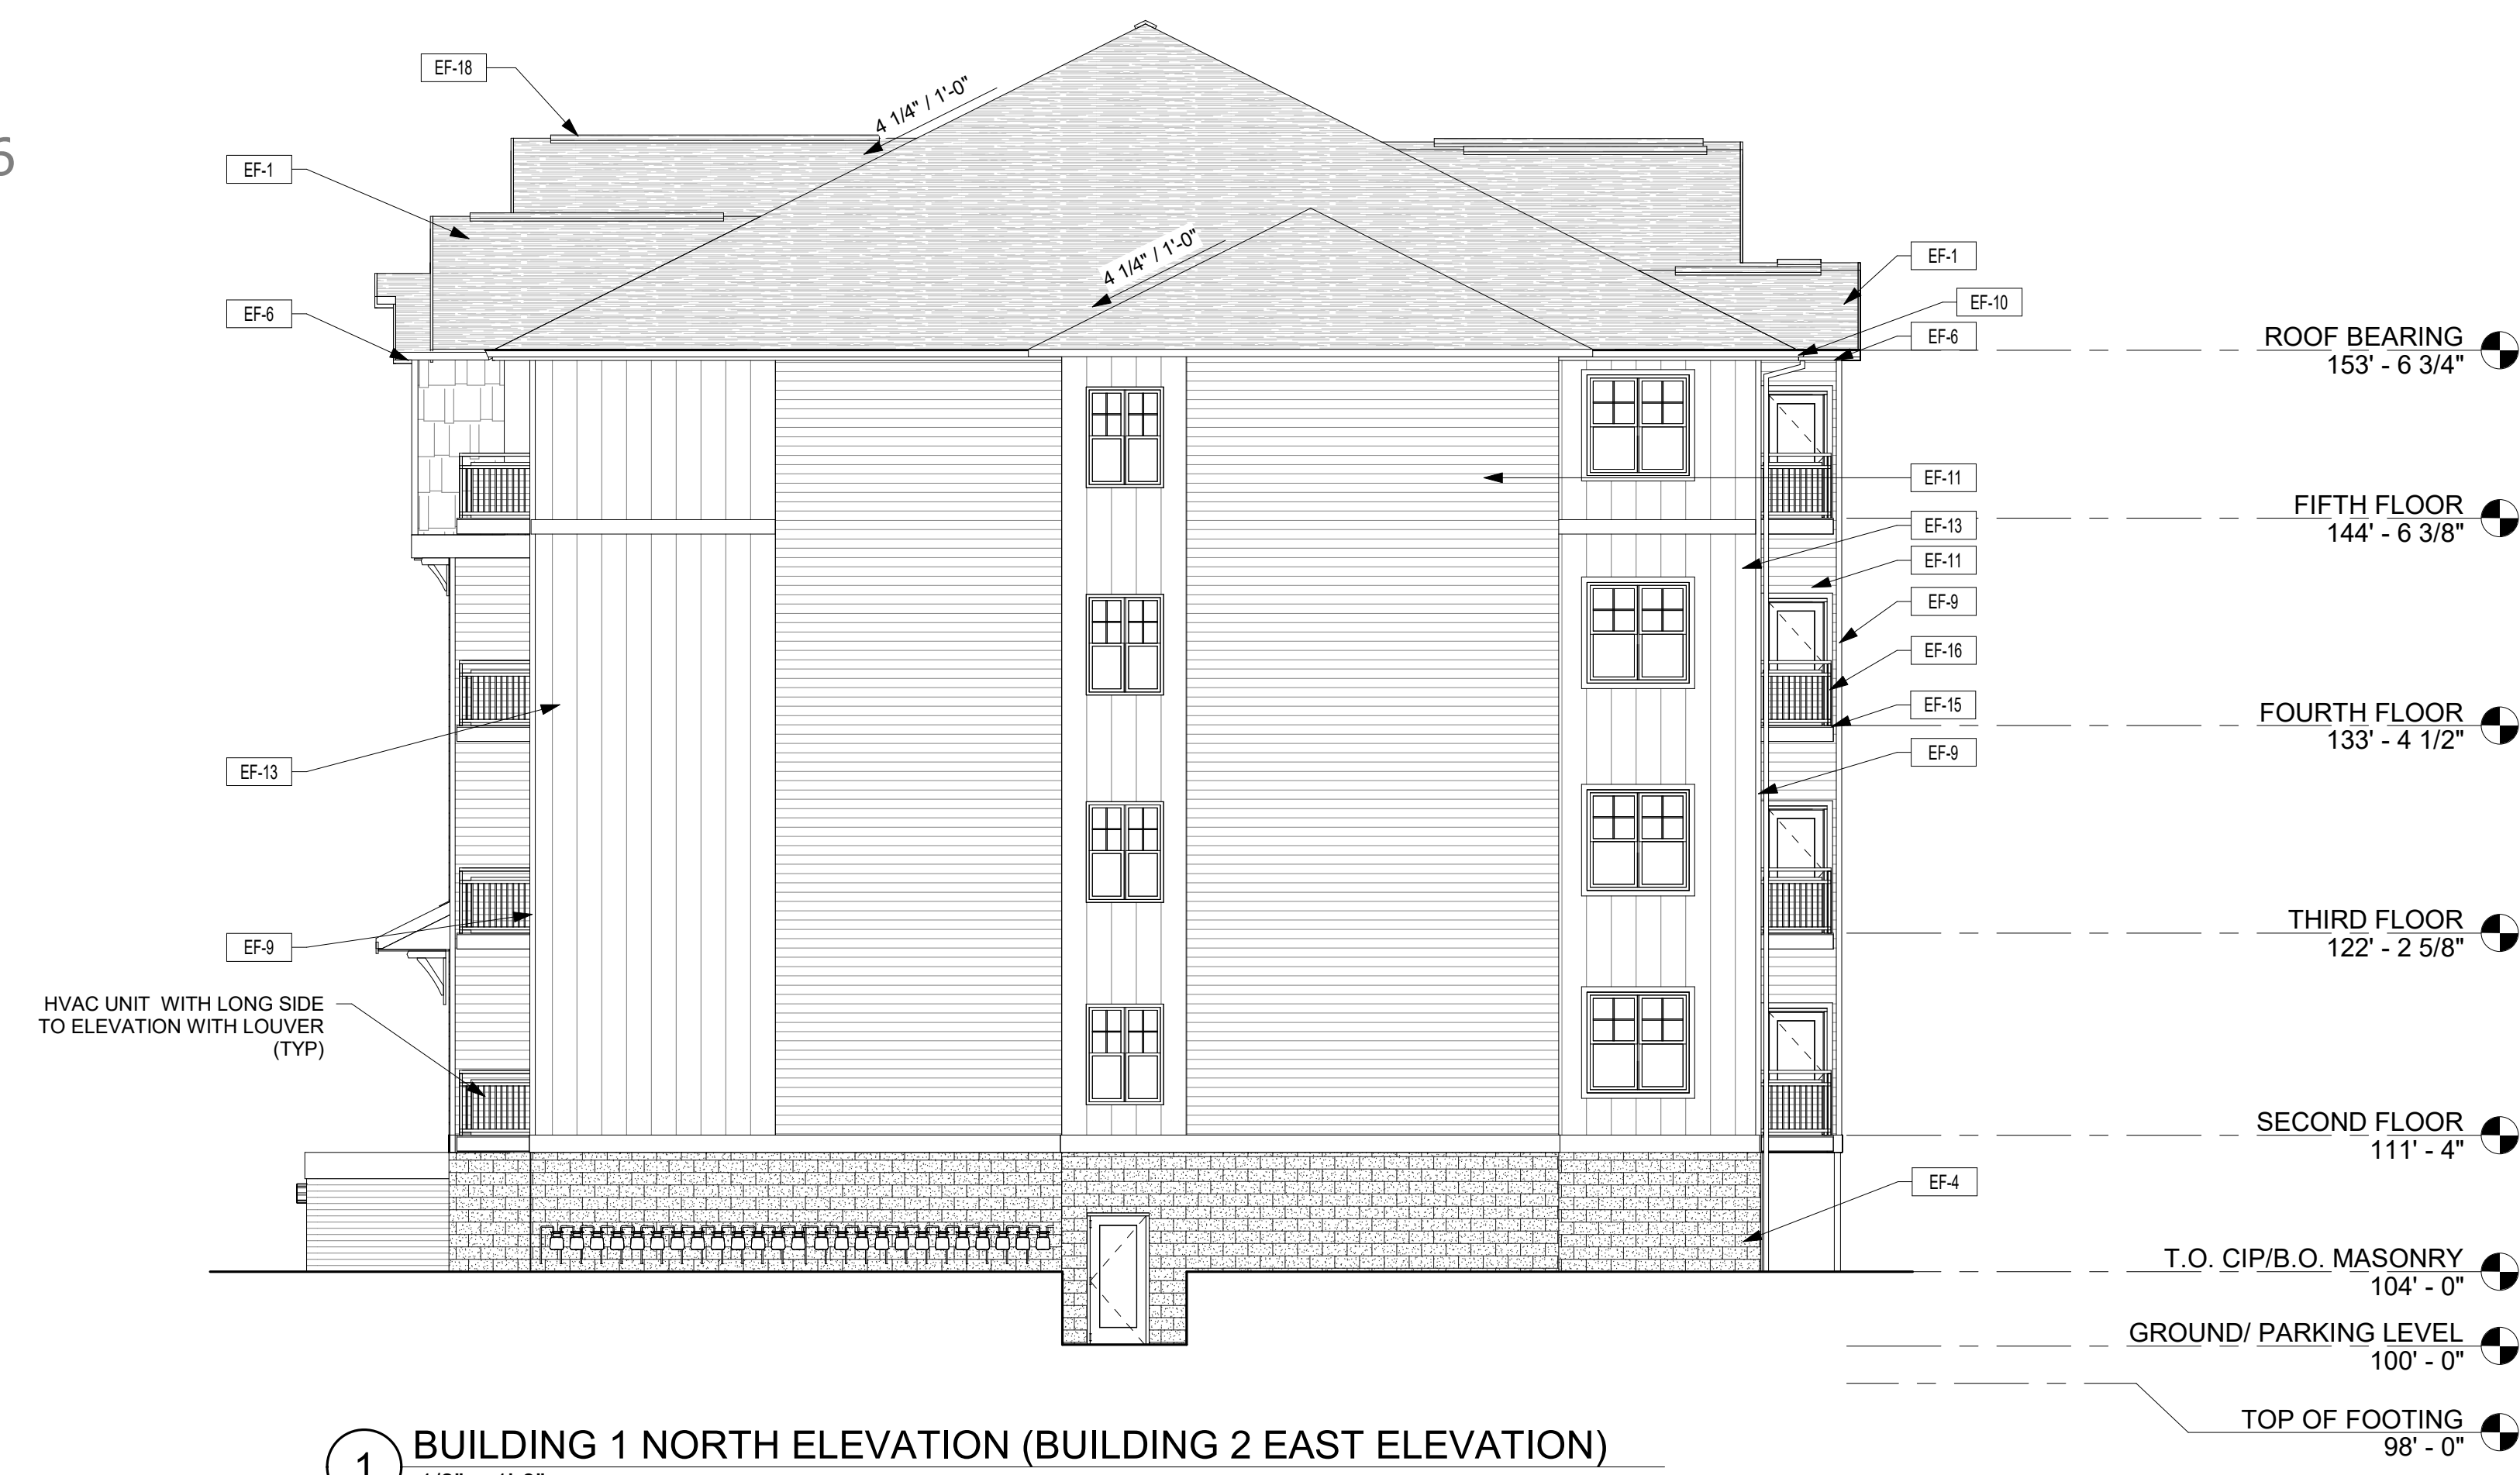 EF-18
4 1/4" / 1'-0"
6
EF-1
4 1/4" / 1'-0"
EF-1
EF-10
EF-6
EF-6
ROOF BEARING
153' - 6 3/4"
EF-11
FIFTH FLOOR
144' - 6 3/8"
EF-13
EF-11
EF-9
EF-16
EF-15
FOURTH FLOOR
133' - 4 1/2"
EF-9
EF-13
THIRD FLOOR
122' - 2 5/8"
EF-9
HVAC UNIT WITH LONG SIDE
TO ELEVATION WITH LOUVER
(TYP)
SECOND FLOOR
111' - 4"
EF-4
T.O. CIP/B.O. MASONRY
104' - 0"
GROUND/ PARKING LEVEL
100' - 0"
TOP OF FOOTING
98' - 0"
1
BUILDING 1 NORTH ELEVATION (BUILDING 2 EAST ELEVATION)